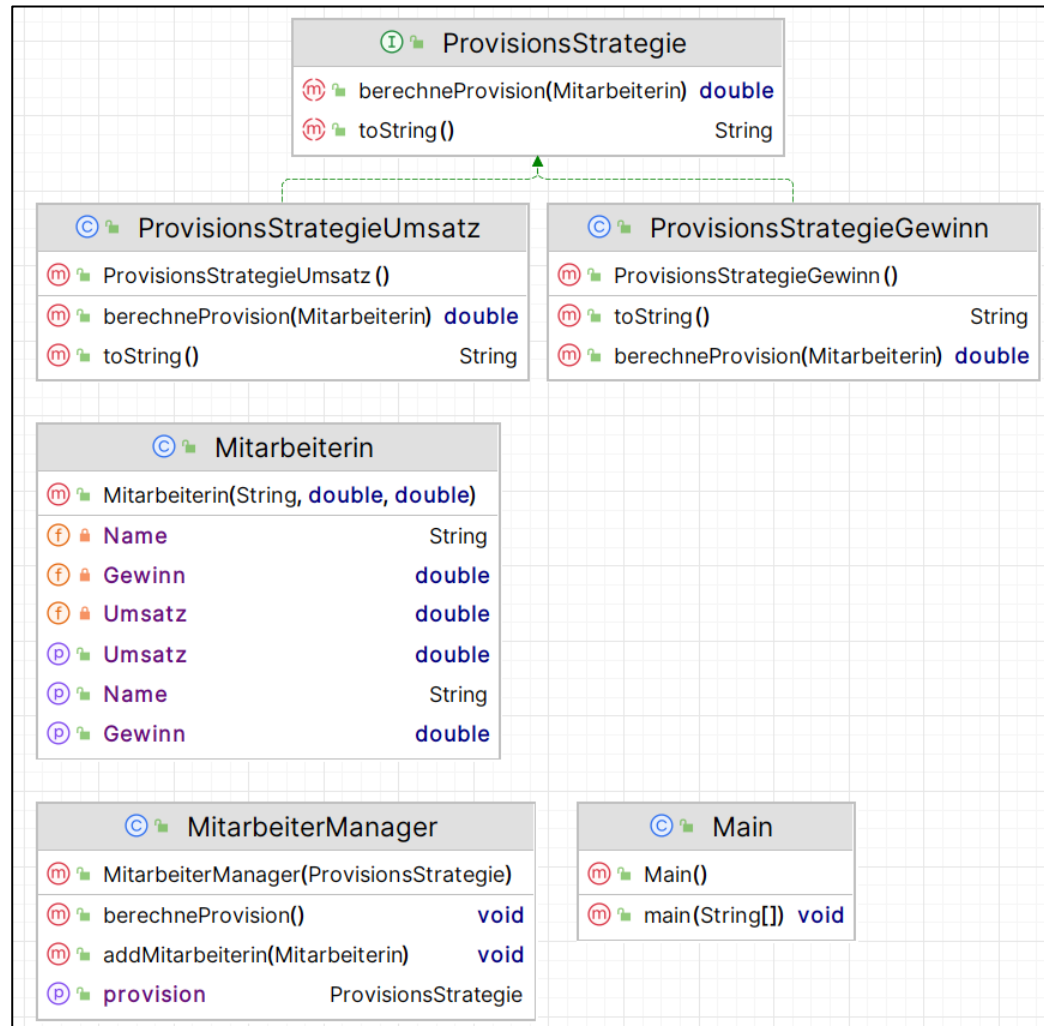 ProvisionsStrategie
berechneProvision(Mitarbeiterin) double
toString() String
ProvisionsStrategieUmsatz
ProvisionsStrategieUmsatz()
berechneProvision(Mitarbeiterin) double
toString() String
ProvisionsStrategieGewinn
ProvisionsStrategieGewinn()
toString() String
berechneProvision(Mitarbeiterin) double
Mitarbeiterin
Mitarbeiterin(String, double, double)
Name String
Gewinn double
Umsatz double
Umsatz double
Name String
Gewinn double
MitarbeiterManager
MitarbeiterManager(ProvisionsStrategie)
berechneProvision() void
addMitarbeiterin(Mitarbeiterin) void
provision ProvisionsStrategie
Main
Main()
main(String[]) void